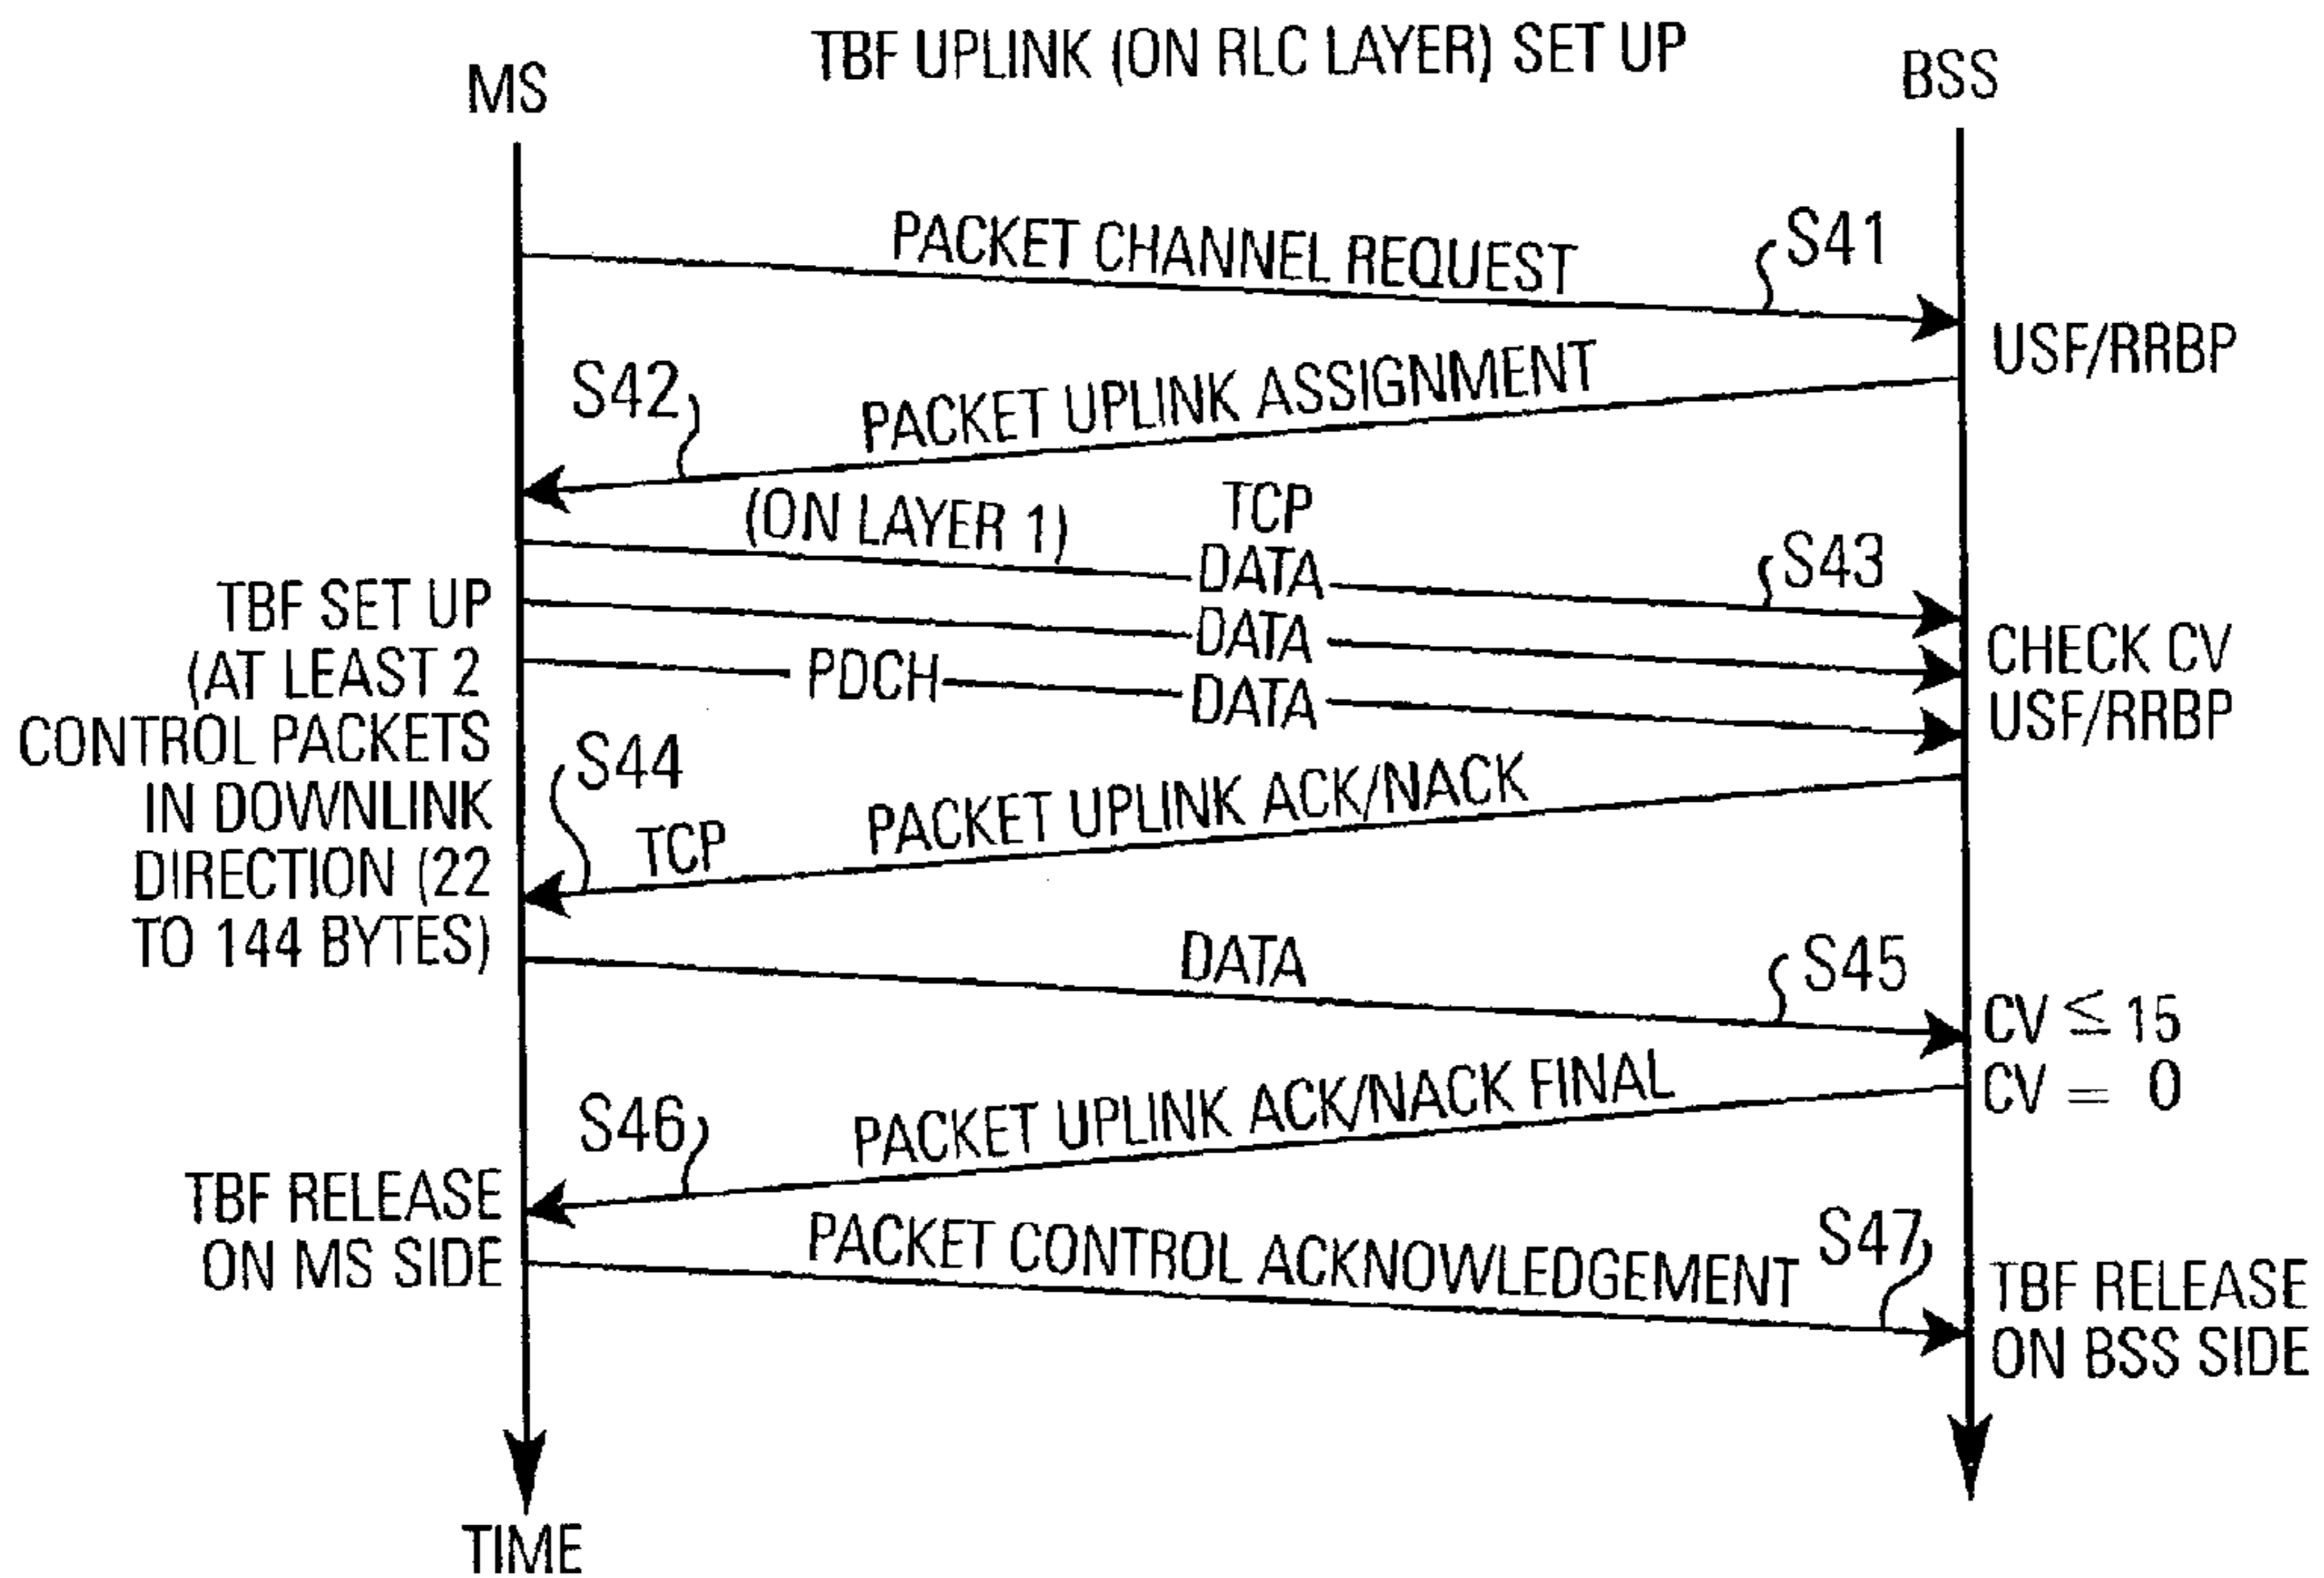 TBF UPLINK (ON RLC LAYER) SET UP
MS
BSS
PACKET CHANNEL REQUEST
S41
USF/RRBP
S42
PACKET UPLINK ASSIGNMENT
(ON LAYER 1)
TCP
DATA
S43
TBF SET UP
(AT LEAST 2
CONTROL PACKETS
IN DOWNLINK
DIRECTION (22
TO 144 BYTES)
DATA
PDCH
DATA
CHECK CV
USF/RRBP
S44
TCP
PACKET UPLINK ACK/NACK
DATA
S45
CV ≤ 15
CV = 0
S46
PACKET UPLINK ACK/NACK FINAL
TBF RELEASE
ON MS SIDE
PACKET CONTROL ACKNOWLEDGEMENT
S47
TBF RELEASE
ON BSS SIDE
TIME